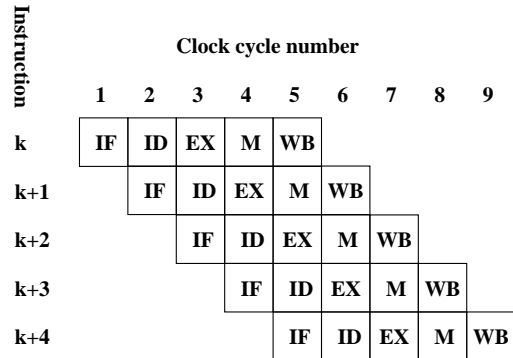 Instruction
Clock cycle number
1 2 3 4 5 6 7 8 9
k IF ID EX M WB
k+1 IF ID EX M WB
k+2 IF ID EX M WB
k+3 IF ID EX M WB
k+4 IF ID EX M WB